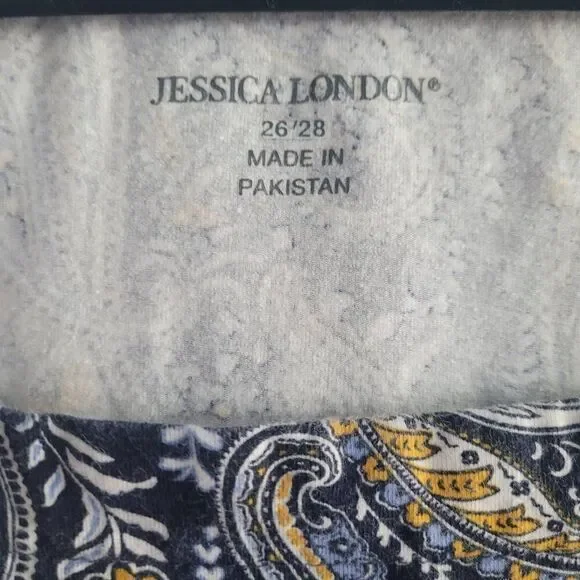 JESSICA LONDON®
26/28
MADE IN
PAKISTAN